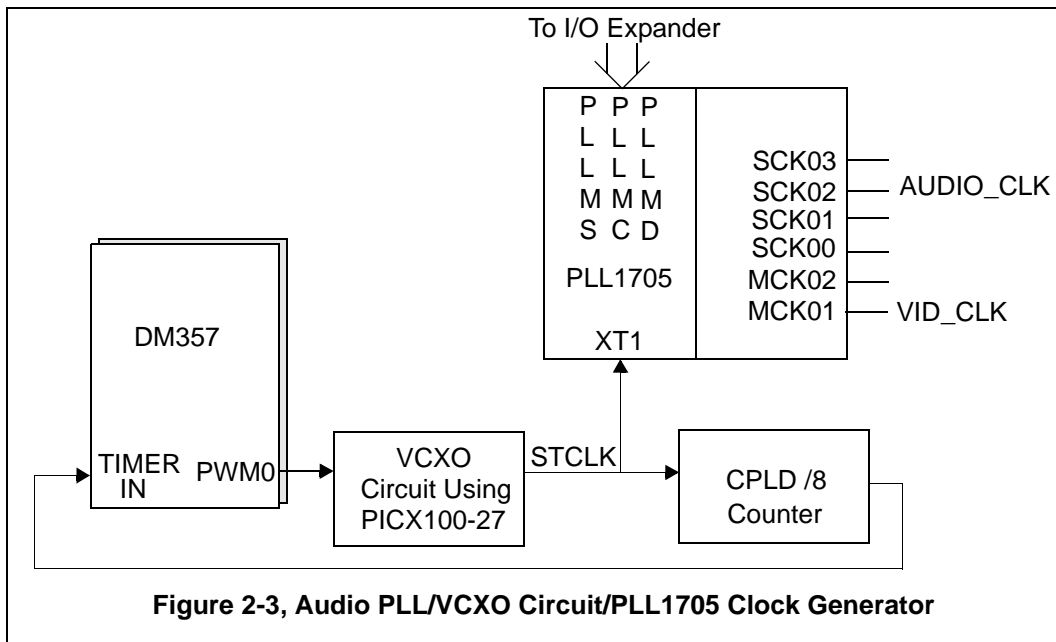 To I/O Expander
P P P
L L L
L L L
M M M
S C D
PLL1705
XT1
SCK03
SCK02
AUDIO_CLK
SCK01
SCK00
MCK02
MCK01
VID_CLK
DM357
TIMER
IN
PWM0
VCXO
Circuit Using
PICX100-27
STCLK
CPLD /8
Counter
Figure 2-3, Audio PLL/VCXO Circuit/PLL1705 Clock Generator